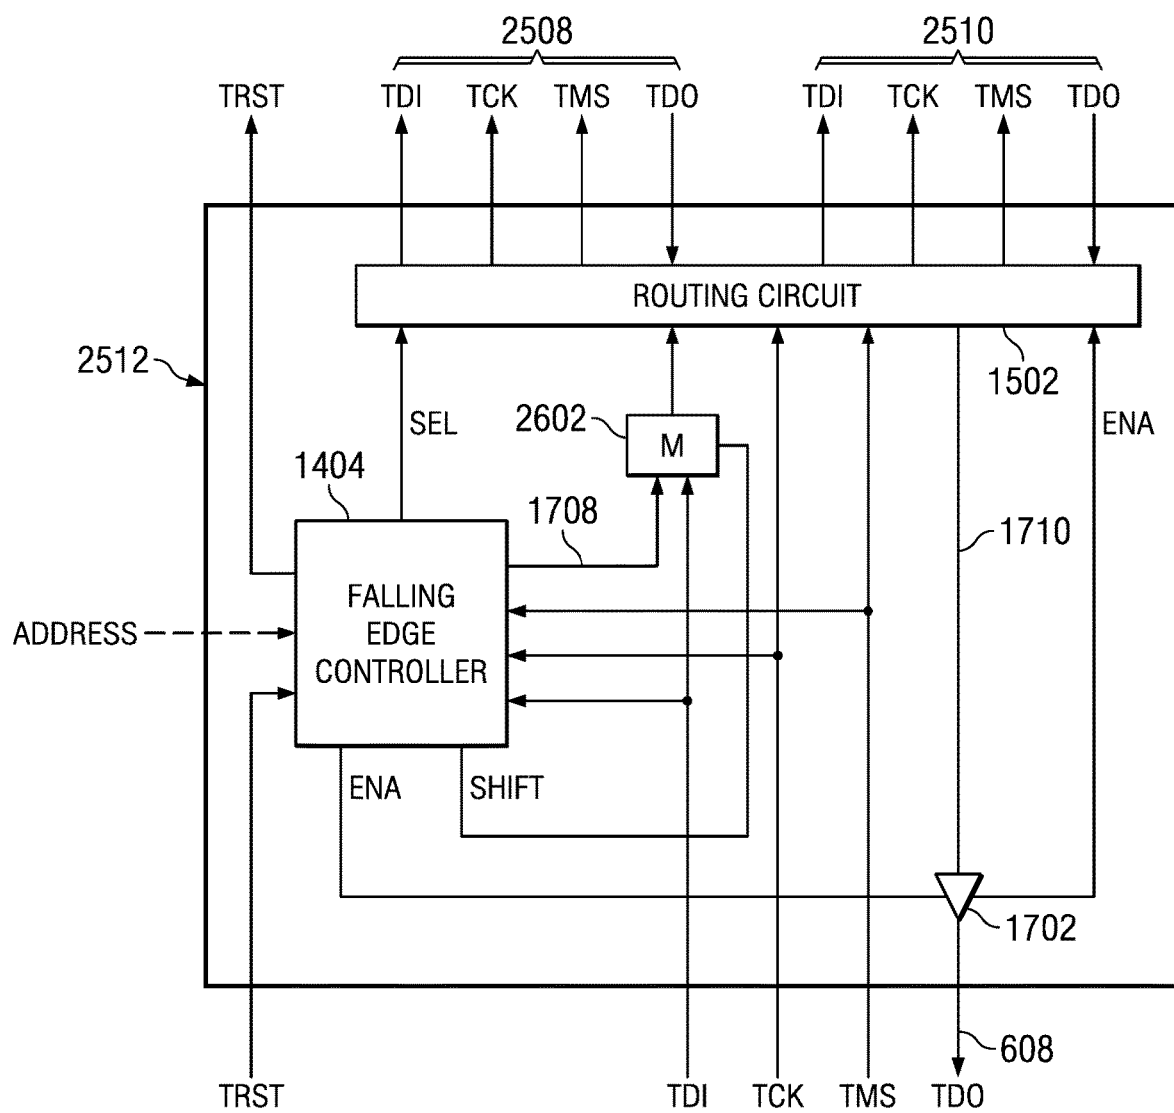 2508 2510
TRST TDI TCK TMS TDO TDI TCK TMS TDO
ROUTING CIRCUIT
2512
1502
SEL
2602
M
ENA
1404
1708
1710
FALLING
EDGE
CONTROLLER
ADDRESS
ENA SHIFT
1702
608
TRST TDI TCK TMS TDO